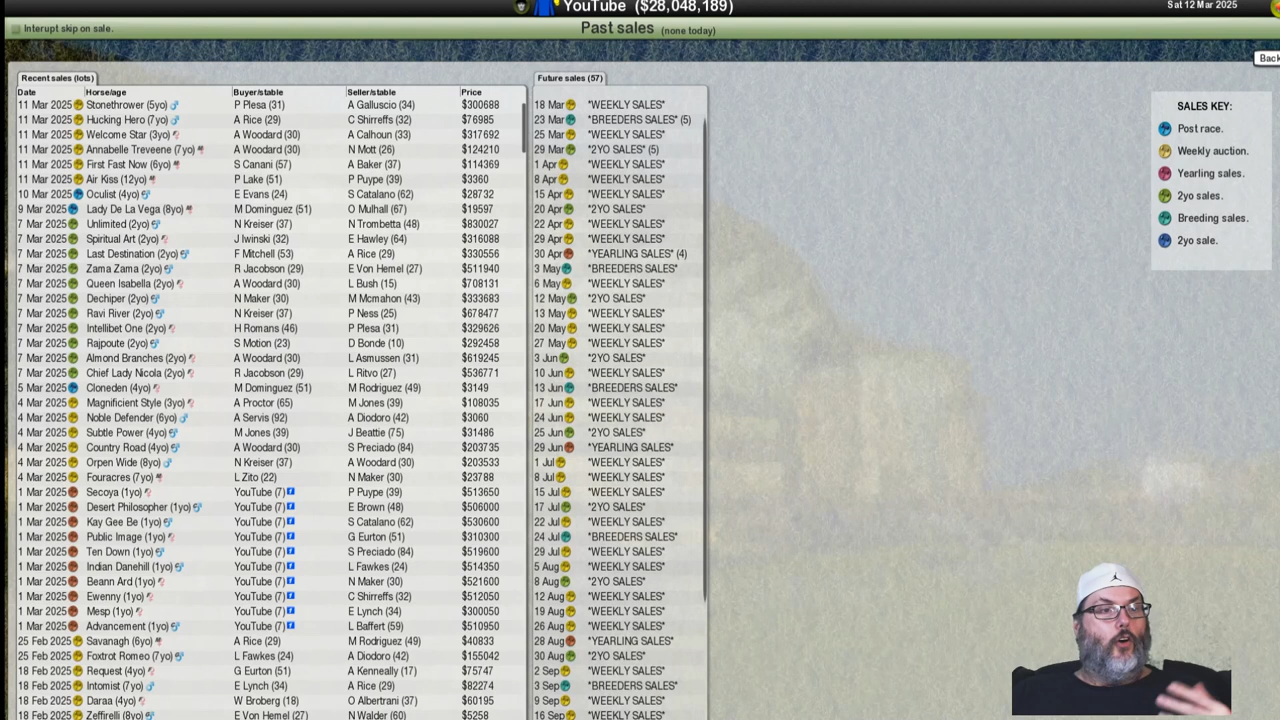 YouTube ($28,048,189)
Sat 12 Mar 2025
Interupt skip on sale.
Past sales (none today)
Back
Recent sales (lots)
Date Horse/age Buyer/stable Seller/stable Price
11 Mar 2025 Stonethrower (5yo) P Plesa (31) A Galluscio (34) $300688
11 Mar 2025 Hucking Hero (7yo) A Rice (29) C Shirreffs (32) $76985
11 Mar 2025 Welcome Star (3yo) A Woodard (30) A Calhoun (33) $317692
11 Mar 2025 Annabelle Treveene (7yo) A Woodard (30) N Mott (26) $124210
11 Mar 2025 First Fast Now (6yo) S Canani (57) A Baker (37) $114369
11 Mar 2025 Air Kiss (12yo) P Lake (51) P Puype (39) $3360
10 Mar 2025 Oculist (4yo) E Evans (24) S Catalano (62) $28732
9 Mar 2025 Lady De La Vega (8yo) M Dominguez (51) O Mulhall (67) $19597
7 Mar 2025 Unlimited (2yo) N Kreiser (37) N Trombetta (48) $830027
7 Mar 2025 Spiritual Art (2yo) J Iwinski (32) E Hawley (64) $316088
7 Mar 2025 Last Destination (2yo) F Mitchell (53) A Rice (29) $330556
7 Mar 2025 Zama Zama (2yo) R Jacobson (29) E Von Hemel (27) $511940
7 Mar 2025 Queen Isabella (2yo) A Woodard (30) L Bush (15) $708131
7 Mar 2025 Dechiper (2yo) N Maker (30) M Mcmahon (43) $333683
7 Mar 2025 Ravi River (2yo) N Kreiser (37) P Ness (25) $678477
7 Mar 2025 Intellibet One (2yo) H Romans (46) P Plesa (31) $329626
7 Mar 2025 Rajpoute (2yo) S Motion (23) D Bonde (10) $292458
7 Mar 2025 Almond Branches (2yo) A Woodard (30) L Asmussen (31) $619245
7 Mar 2025 Chief Lady Nicola (2yo) R Jacobson (29) L Ritvo (27) $536771
5 Mar 2025 Cloneden (4yo) M Dominguez (51) M Rodriguez (49) $3149
4 Mar 2025 Magnificient Style (3yo) A Proctor (65) M Jones (39) $108035
4 Mar 2025 Noble Defender (6yo) A Servis (92) A Diodoro (42) $3060
4 Mar 2025 Subtle Power (4yo) M Jones (39) J Beattie (75) $31486
4 Mar 2025 Country Road (4yo) A Woodard (30) S Preciado (84) $203735
4 Mar 2025 Orpen Wide (8yo) N Kreiser (37) A Woodard (30) $203533
4 Mar 2025 Fouracres (7yo) L Zito (22) N Maker (30) $23788
1 Mar 2025 Secoya (1yo) YouTube (7) P Puype (39) $513650
1 Mar 2025 Desert Philosopher (1yo) YouTube (7) E Brown (48) $506000
1 Mar 2025 Kay Gee Be (1yo) YouTube (7) S Catalano (62) $530600
1 Mar 2025 Public Image (1yo) YouTube (7) G Eurton (51) $310300
1 Mar 2025 Ten Down (1yo) YouTube (7) S Preciado (84) $519600
1 Mar 2025 Indian Danehill (1yo) YouTube (7) L Fawkes (24) $514350
1 Mar 2025 Beann Ard (1yo) YouTube (7) N Maker (30) $521600
1 Mar 2025 Ewenny (1yo) YouTube (7) C Shirreffs (32) $512050
1 Mar 2025 Mesp (1yo) YouTube (7) E Lynch (34) $300050
1 Mar 2025 Advancement (1yo) YouTube (7) L Baffert (59) $510950
25 Feb 2025 Savanagh (6yo) A Rice (29) M Rodriguez (49) $40833
25 Feb 2025 Foxtrot Romeo (7yo) L Fawkes (24) A Diodoro (42) $155042
18 Feb 2025 Request (4yo) G Eurton (51) A Kenneally (17) $75747
18 Feb 2025 Intomist (7yo) E Lynch (34) A Rice (29) $82274
18 Feb 2025 Daraa (4yo) W Broberg (18) O Albertrani (37) $60195
18 Feb 2025 Zeffirelli (8yo) E Von Hemel (27) N Walder (60) $5258
Future sales (57)
18 Mar *WEEKLY SALES*
23 Mar *BREEDERS SALES* (5)
25 Mar *WEEKLY SALES*
29 Mar *2YO SALES* (5)
1 Apr *WEEKLY SALES*
8 Apr *WEEKLY SALES*
15 Apr *WEEKLY SALES*
20 Apr *2YO SALES*
22 Apr *WEEKLY SALES*
29 Apr *WEEKLY SALES*
30 Apr *YEARLING SALES* (4)
3 May *BREEDERS SALES*
6 May *WEEKLY SALES*
12 May *2YO SALES*
13 May *WEEKLY SALES*
20 May *WEEKLY SALES*
27 May *WEEKLY SALES*
3 Jun *2YO SALES*
10 Jun *WEEKLY SALES*
13 Jun *BREEDERS SALES*
17 Jun *WEEKLY SALES*
24 Jun *WEEKLY SALES*
25 Jun *2YO SALES*
29 Jun *YEARLING SALES*
1 Jul *WEEKLY SALES*
8 Jul *WEEKLY SALES*
15 Jul *WEEKLY SALES*
17 Jul *2YO SALES*
22 Jul *WEEKLY SALES*
24 Jul *BREEDERS SALES*
29 Jul *WEEKLY SALES*
5 Aug *WEEKLY SALES*
8 Aug *2YO SALES*
12 Aug *WEEKLY SALES*
19 Aug *WEEKLY SALES*
26 Aug *WEEKLY SALES*
28 Aug *YEARLING SALES*
30 Aug *2YO SALES*
2 Sep *WEEKLY SALES*
3 Sep *BREEDERS SALES*
9 Sep *WEEKLY SALES*
16 Sep *WEEKLY SALES*
SALES KEY:
Post race.
Weekly auction.
Yearling sales.
2yo sales.
Breeding sales.
2yo sale.